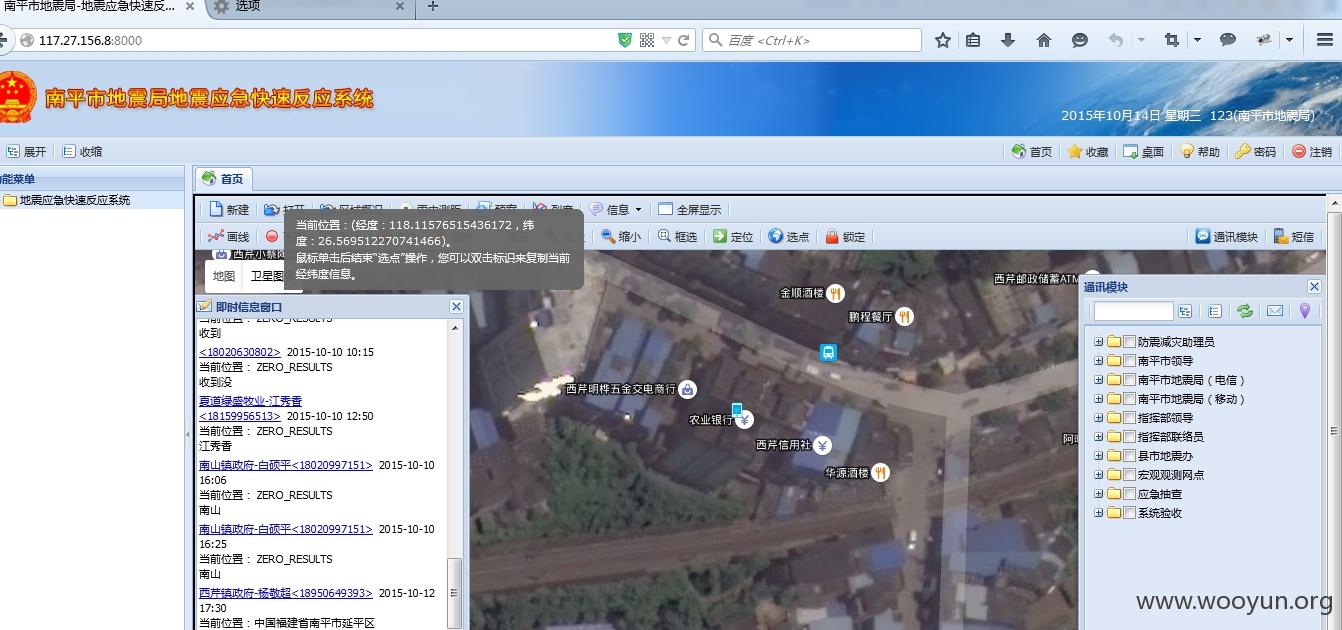 南平市地震局-地震应急快速反... ×
选项 ×
+
117.27.156.8:8000
百度 <Ctrl+K>
南平市地震局地震应急快速反应系统
2015年10月14日 星期三 123(南平市地震局)
展开 收缩
首页 收藏 桌面 帮助 密码 注销
能菜单
地震应急快速反应系统
首页
新建 打开 信息 全屏显示
画线 缩小 框选 定位 选点 锁定 通讯模块 短信
当前位置：(经度：118.11576515436172，纬
度：26.569512270741466)。
鼠标单击后结束“选点”操作，您可以双击标识来复制当前
经纬度信息。
地图 卫星图
西芹邮政储蓄ATM
金顺酒楼
鹏程餐厅
西芹明桦五金交电商行
农业银行
西芹信用社
华源酒楼
即时信息窗口
当前位置： ZERO_RESULTS
收到
<18020630802> 2015-10-10 10:15
当前位置： ZERO_RESULTS
收到没
夏道绿盛牧业-江秀香
<18159956513> 2015-10-10 12:50
当前位置： ZERO_RESULTS
江秀香
南山镇政府-白硕平<18020997151> 2015-10-10
16:06
当前位置： ZERO_RESULTS
南山
南山镇政府-白硕平<18020997151> 2015-10-10
16:25
当前位置： ZERO_RESULTS
南山
西芹镇政府-杨敬超<18950649393> 2015-10-12
17:30
当前位置：中国福建省南平市延平区
通讯模块
防震减灾助理员
南平市领导
南平市地震局（电信）
南平市地震局（移动）
指挥部领导
指挥部联络员
县市地震办
宏观观测网点
应急抽查
系统验收
www.wooyun.org